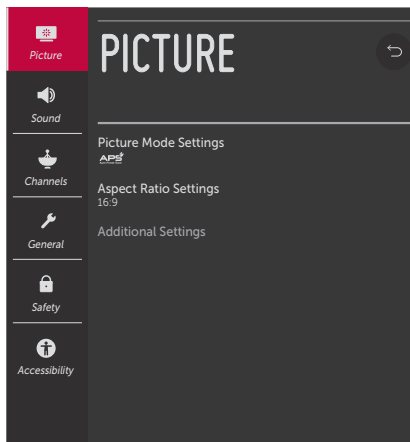 Picture
Sound
Channels
General
Safety
Accessibility
PICTURE
Picture Mode Settings
APS
Aspect Ratio Settings
16:9
Additional Settings